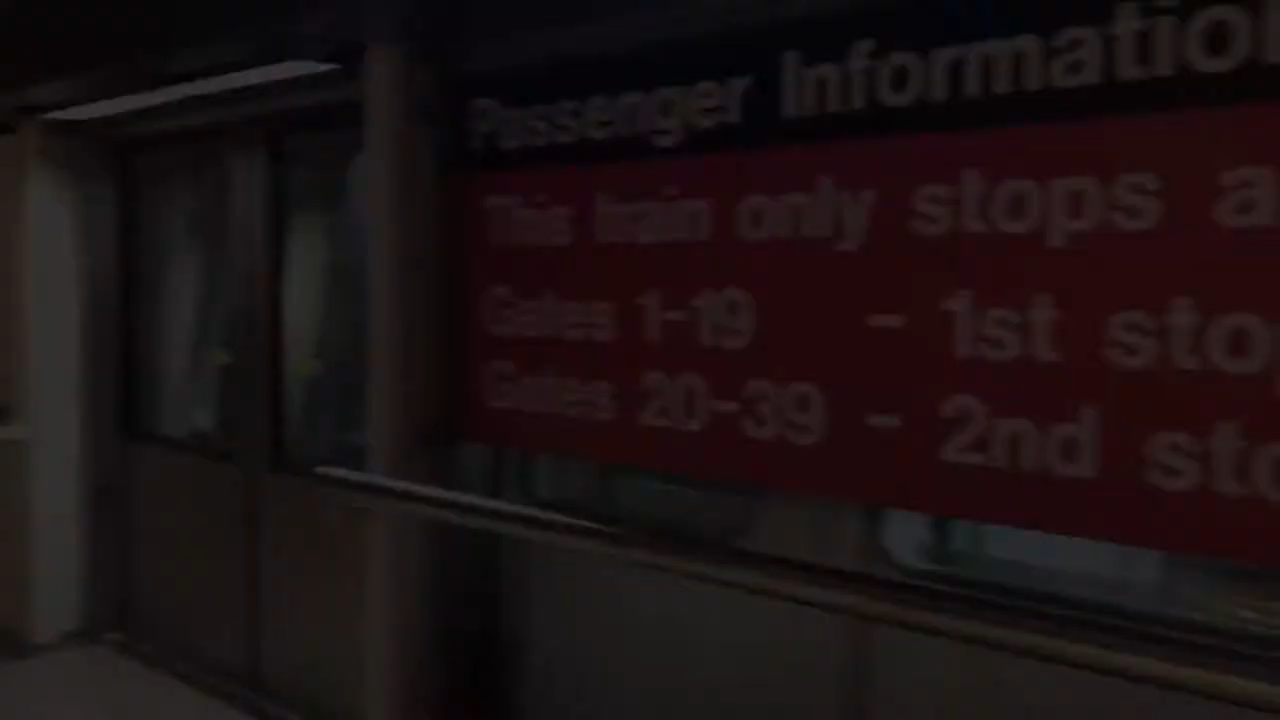 Passenger Informatio
This train only stops a
Gates 1-19 - 1st sto
Gates 20-39 - 2nd sto